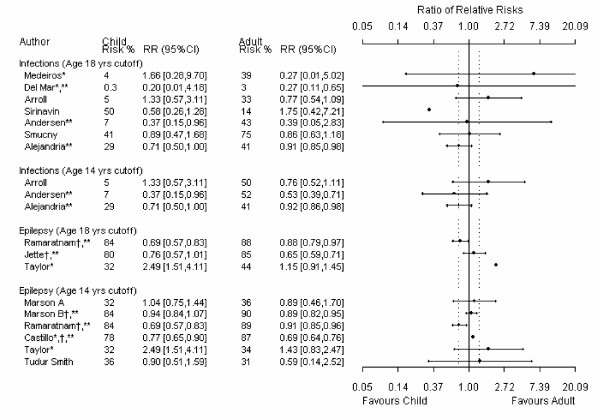 Ratio of Relative Risks
0.05 0.14 0.37 1.00 2.72 7.39 20.09
Author Child Risk % RR (95%CI) Adult Risk % RR (95%CI)
Infections (Age 18 yrs cutoff)
Medeiros* 4 1.66 [0.28,9.70] 39 0.27 [0.01,5.02]
Del Mar*,** 0.3 0.20 [0.01,4.18] 3 0.27 [0.11,0.65]
Arroll 5 1.33 [0.57,3.11] 33 0.77 [0.54,1.09]
Sirinavin 50 0.58 [0.26,1.28] 14 1.75 [0.42,7.21]
Andersen** 7 0.37 [0.15,0.96] 43 0.39 [0.05,2.83]
Smucny 41 0.89 [0.47,1.68] 75 0.86 [0.63,1.18]
Alejandria** 29 0.71 [0.50,1.00] 41 0.91 [0.85,0.98]
Infections (Age 14 yrs cutoff)
Arroll 5 1.33 [0.57,3.11] 50 0.76 [0.52,1.11]
Andersen** 7 0.37 [0.15,0.96] 52 0.53 [0.39,0.71]
Alejandria** 29 0.71 [0.50,1.00] 41 0.92 [0.86,0.98]
Epilepsy (Age 18 yrs cutoff)
Ramaratnam†,** 84 0.69 [0.57,0.83] 88 0.88 [0.79,0.97]
Jette†,** 80 0.76 [0.57,1.01] 85 0.65 [0.59,0.71]
Taylor* 32 2.49 [1.51,4.11] 44 1.15 [0.91,1.45]
Epilepsy (Age 14 yrs cutoff)
Marson A 32 1.04 [0.75,1.44] 36 0.89 [0.46,1.70]
Marson B†,** 84 0.94 [0.84,1.07] 90 0.89 [0.82,0.95]
Ramaratnam†,** 84 0.69 [0.57,0.83] 89 0.91 [0.85,0.96]
Castillo*,†,** 78 0.77 [0.65,0.90] 87 0.69 [0.64,0.76]
Taylor* 32 2.49 [1.51,4.11] 34 1.43 [0.83,2.47]
Tudur Smith 36 0.90 [0.51,1.59] 31 0.59 [0.14,2.52]
0.05 0.14 0.37 1.00 2.72 7.39 20.09
Favours Child Favours Adult